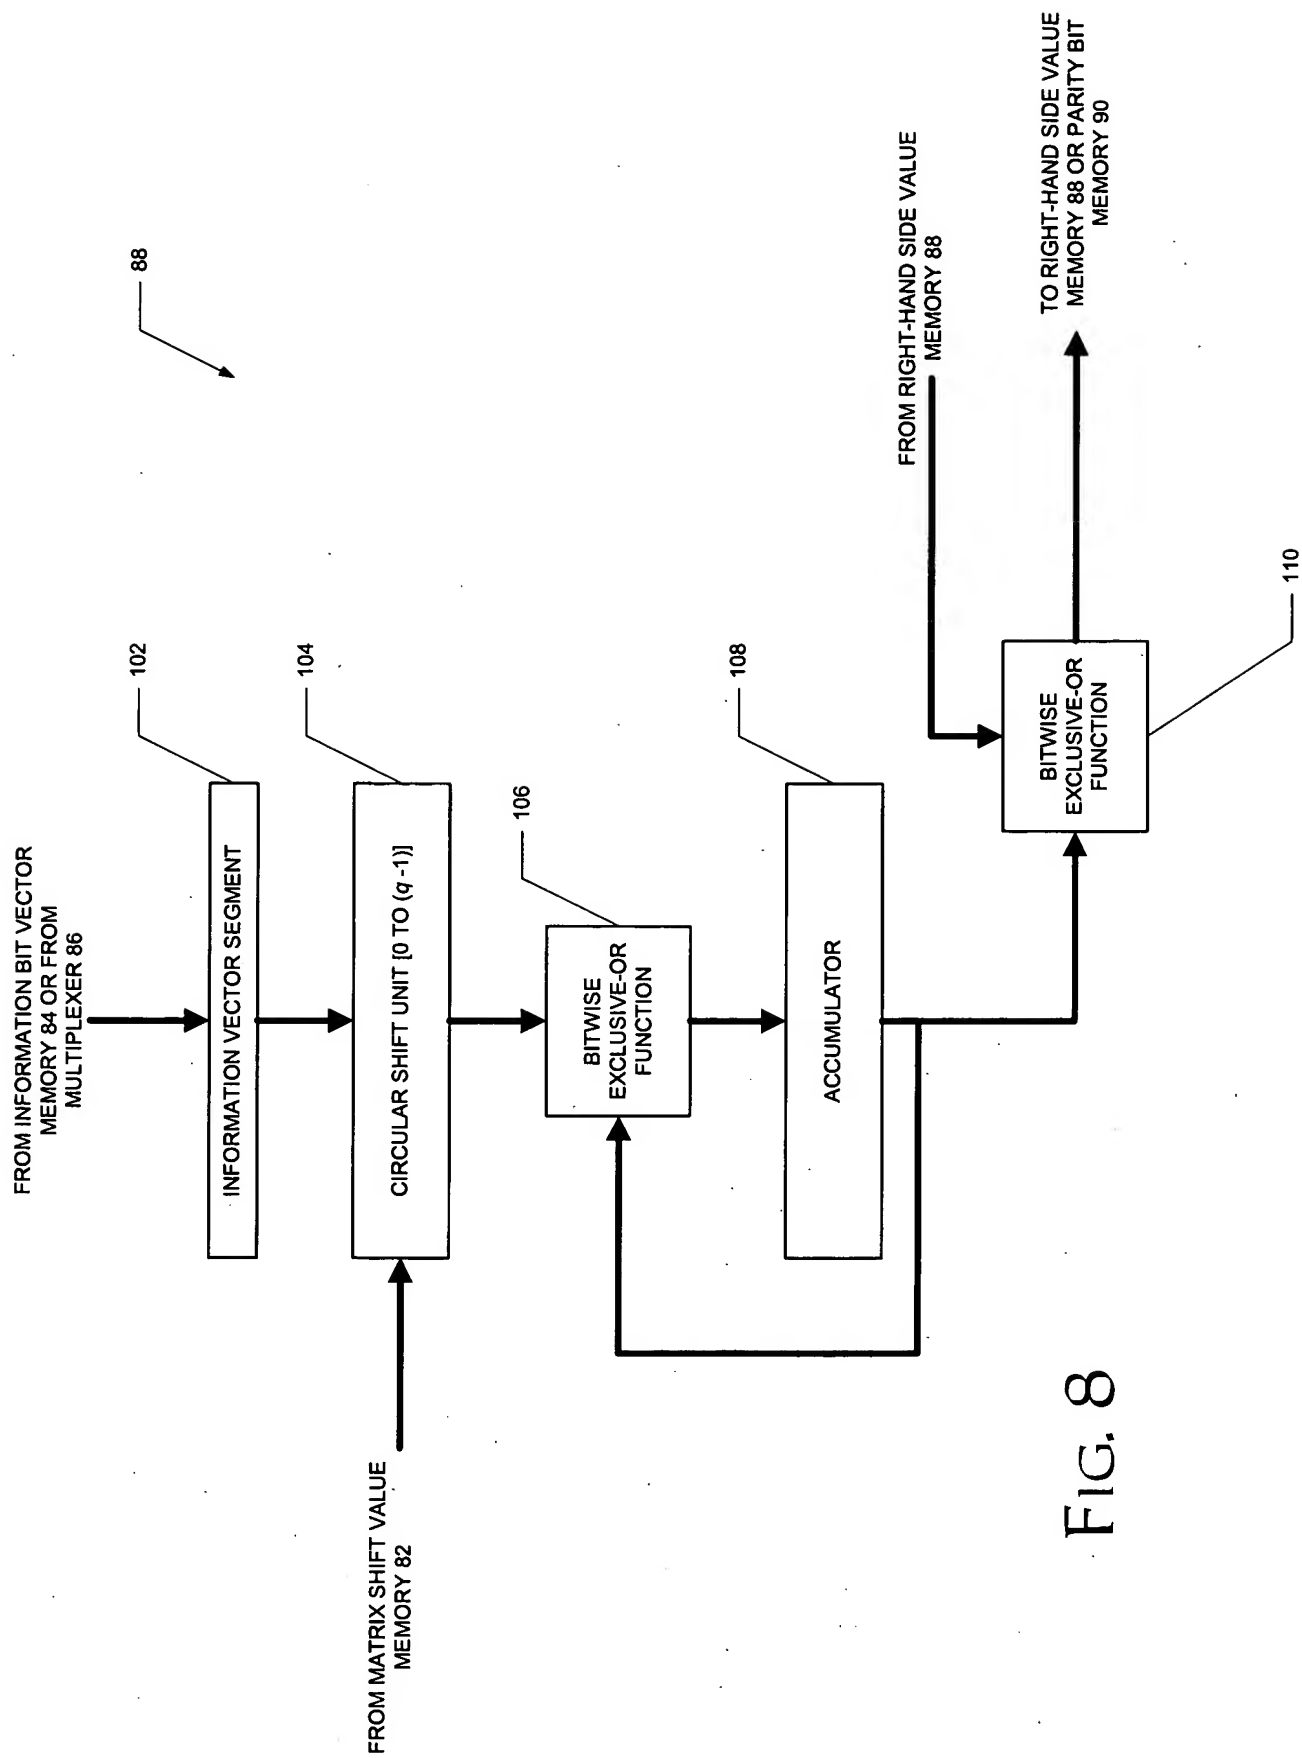 FROM INFORMATION BIT VECTOR
MEMORY 84 OR FROM
MULTIPLEXER 86
102
INFORMATION VECTOR SEGMENT
88
FROM MATRIX SHIFT VALUE
MEMORY 82
104
CIRCULAR SHIFT UNIT [0 TO (q -1)]
106
BITWISE
EXCLUSIVE-OR
FUNCTION
108
ACCUMULATOR
FROM RIGHT-HAND SIDE VALUE
MEMORY 88
BITWISE
EXCLUSIVE-OR
FUNCTION
110
TO RIGHT-HAND SIDE VALUE
MEMORY 88 OR PARITY BIT
MEMORY 90
FIG. 8